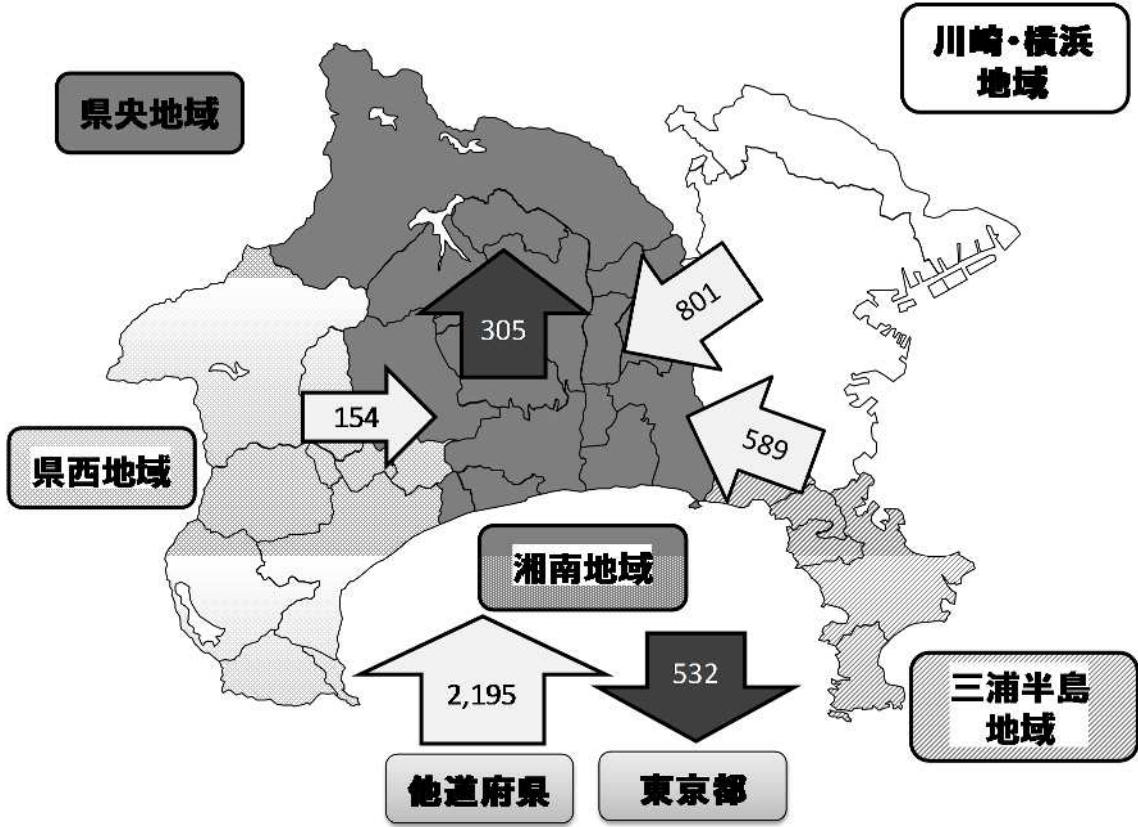 川崎・横浜
地域
県央地域
801
305
154
589
県西地域
湘南地域
532
2,195
三浦半島
地域
他道府県
東京都